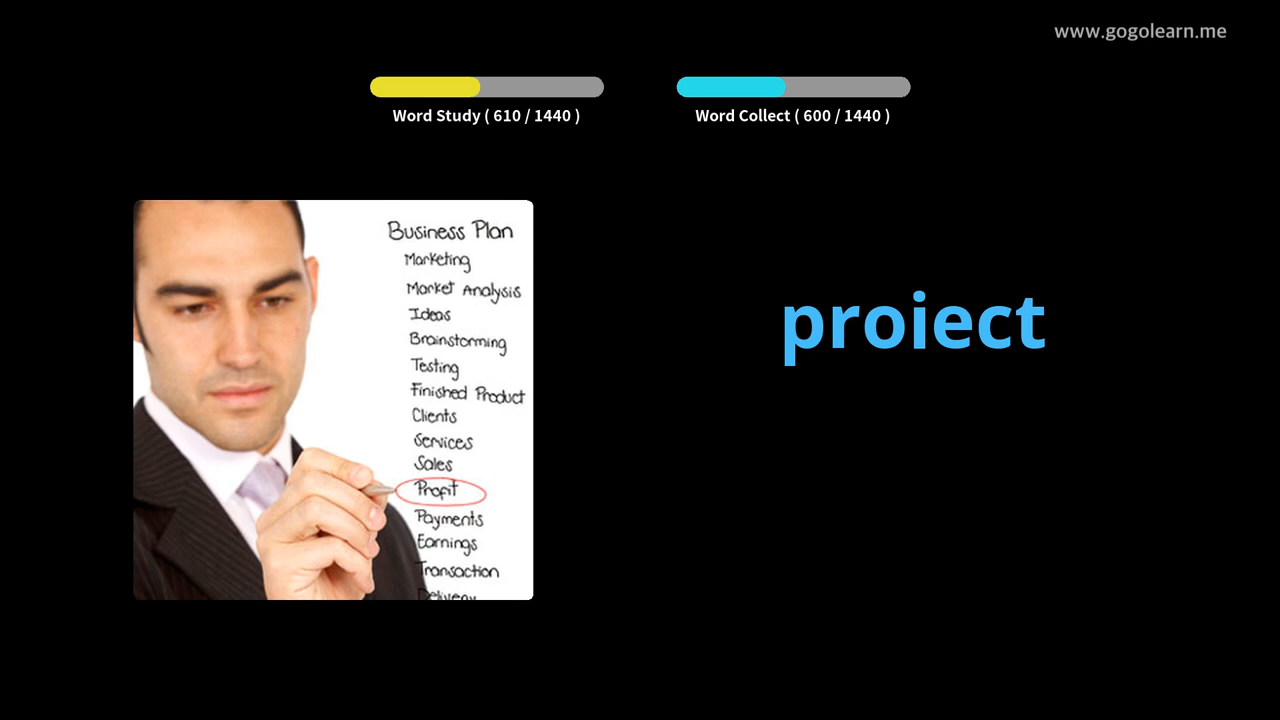 www.gogolearn.me
Word Study ( 610 / 1440 )
Word Collect ( 600 / 1440 )
Business Plan
Marketing
Market Analysis
Ideas
Brainstorming
Testing
Finished Product
Clients
Services
Sales
Profit
Payments
Earnings
Transaction
Delivery
proiect